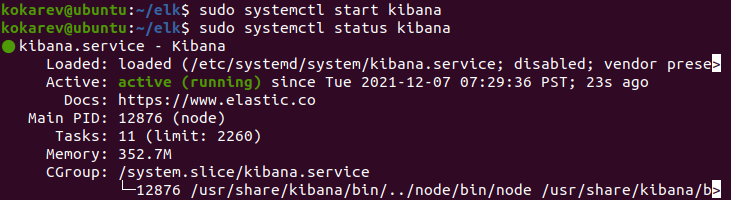 kokarev@ubuntu:~/elk$ sudo systemctl start kibana
kokarev@ubuntu:~/elk$ sudo systemctl status kibana
● kibana.service - Kibana
Loaded: loaded (/etc/systemd/system/kibana.service; disabled; vendor prese>
Active: active (running) since Tue 2021-12-07 07:29:36 PST; 23s ago
Docs: https://www.elastic.co
Main PID: 12876 (node)
Tasks: 11 (limit: 2260)
Memory: 352.7M
CGroup: /system.slice/kibana.service
└─12876 /usr/share/kibana/bin/../node/bin/node /usr/share/kibana/b>